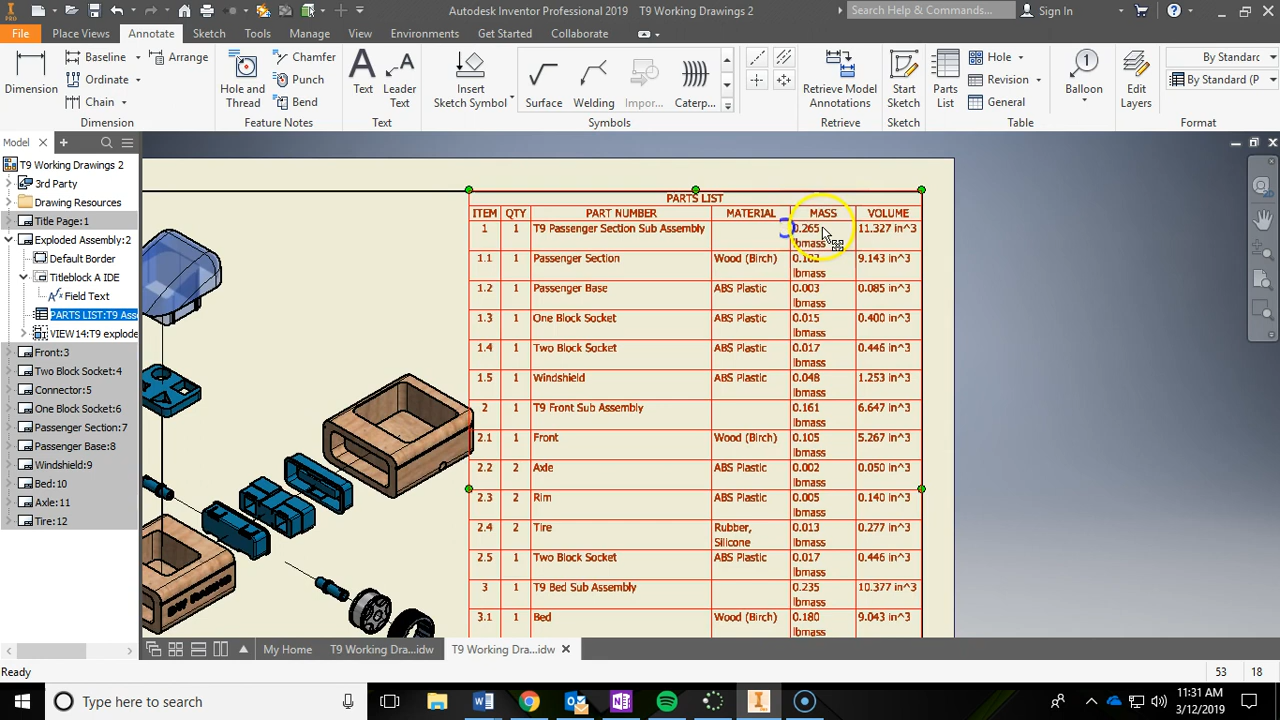 Autodesk Inventor Professional 2019 T9 Working Drawings 2
Search Help & Commands...
Sign In
File Place Views Annotate Sketch Tools Manage View Environments Get Started Collaborate
Dimension
Baseline
Ordinate
Chain
Dimension
Arrange
Hole and Thread
Chamfer
Punch
Bend
Feature Notes
Text
Leader Text
Text
Insert Sketch Symbol
Surface
Welding
Impor...
Caterp...
Symbols
Retrieve Model Annotations
Retrieve
Start Sketch
Sketch
Parts List
Hole
Revision
General
Table
Balloon
Edit Layers
By Standard
By Standard (P
Format
Model
T9 Working Drawings 2
3rd Party
Drawing Resources
Title Page:1
Exploded Assembly:2
Default Border
Titleblock A IDE
Field Text
PARTS LIST:T9 Ass
VIEW14:T9 explode
Front:3
Two Block Socket:4
Connector:5
One Block Socket:6
Passenger Section:7
Passenger Base:8
Windshield:9
Bed:10
Axle:11
Tire:12
PARTS LIST
ITEM QTY PART NUMBER MATERIAL MASS VOLUME
1 1 T9 Passenger Section Sub Assembly 0.265 lbmass 11.327 in^3
1.1 1 Passenger Section Wood (Birch) lbmass 9.143 in^3
1.2 1 Passenger Base ABS Plastic 0.003 lbmass 0.085 in^3
1.3 1 One Block Socket ABS Plastic 0.015 lbmass 0.400 in^3
1.4 1 Two Block Socket ABS Plastic 0.017 lbmass 0.446 in^3
1.5 1 Windshield ABS Plastic 0.048 lbmass 1.253 in^3
2 1 T9 Front Sub Assembly 0.161 lbmass 6.647 in^3
2.1 1 Front Wood (Birch) 0.105 lbmass 5.267 in^3
2.2 2 Axle ABS Plastic 0.002 lbmass 0.050 in^3
2.3 2 Rim ABS Plastic 0.005 lbmass 0.140 in^3
2.4 2 Tire Rubber, Silicone 0.013 lbmass 0.277 in^3
2.5 1 Two Block Socket ABS Plastic 0.017 lbmass 0.446 in^3
3 1 T9 Bed Sub Assembly 0.235 lbmass 10.377 in^3
3.1 1 Bed Wood (Birch) 0.180 lbmass 9.043 in^3
My Home T9 Working Dra...idw T9 Working Dra...idw
Ready
53 18
Type here to search
11:31 AM
3/12/2019